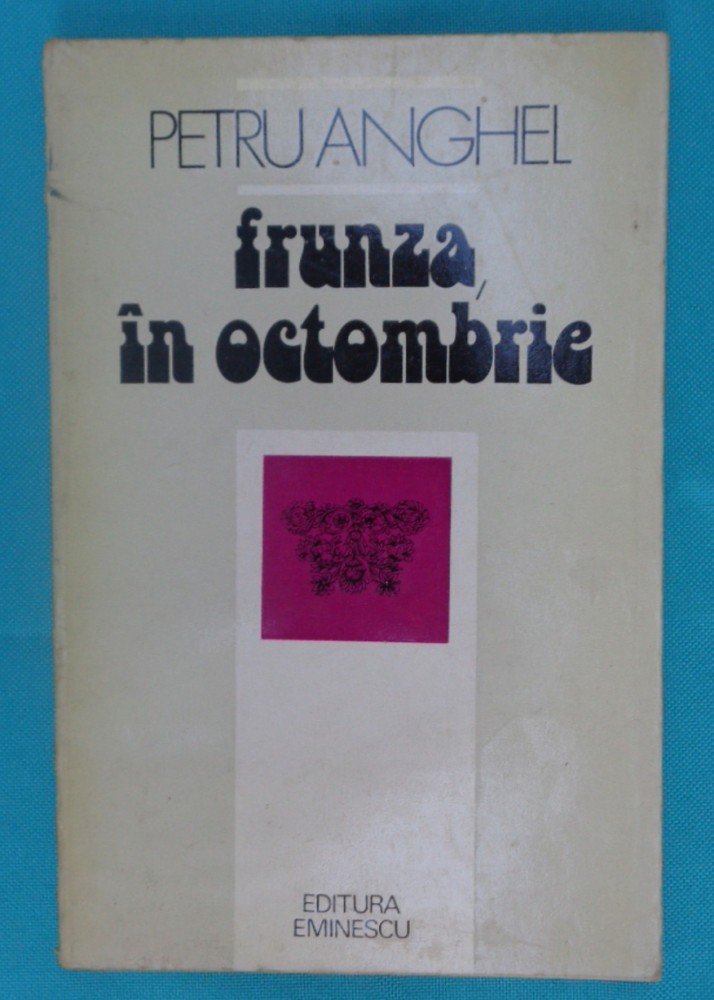 PETRU ANGHEL
frunza,
în octombrie
EDITURA
EMINESCU